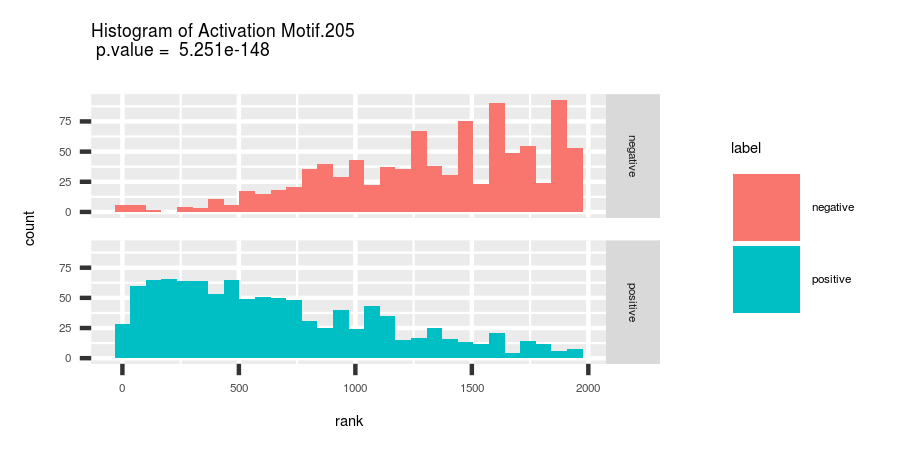 Histogram of Activation Motif.205
p.value = 5.251e-148
count
75
50
25
0
negative
75
50
25
0
positive
0 500 1000 1500 2000
rank
label
negative
positive